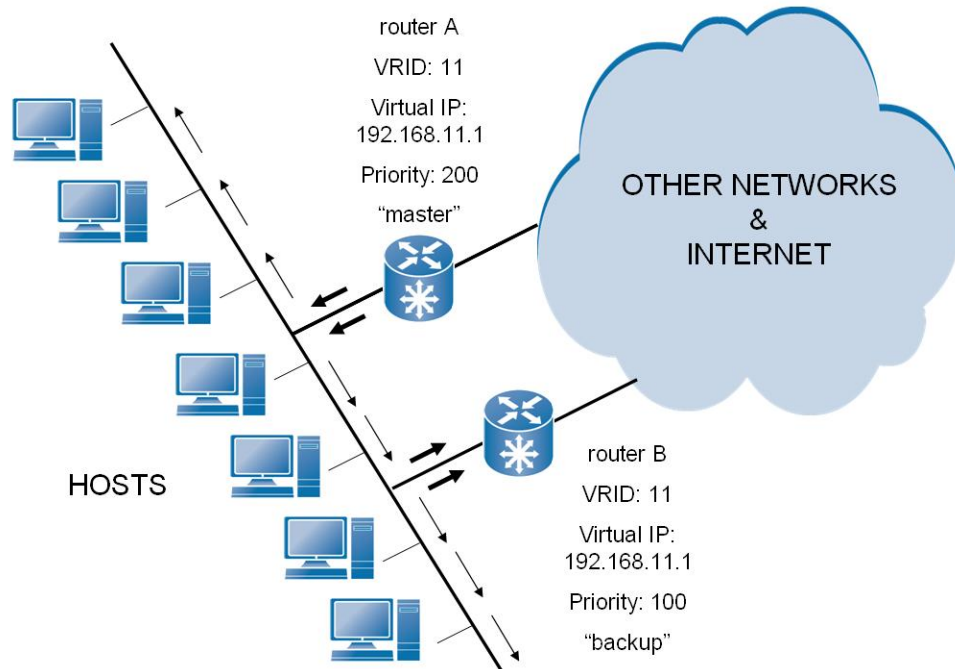 router A
VRID: 11
Virtual IP:
192.168.11.1
Priority: 200
“master”
OTHER NETWORKS
&
INTERNET
HOSTS
router B
VRID: 11
Virtual IP:
192.168.11.1
Priority: 100
“backup”